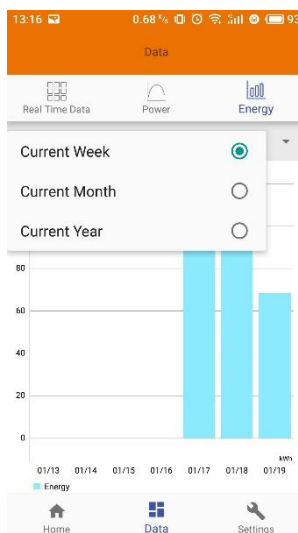 13:16 0.68 K/s 93
Data
Real Time Data Power Energy
Current Week
Current Month
Current Year
80
60
40
20
0
kWh
01/13 01/14 01/15 01/16 01/17 01/18 01/19
Energy
Home Data Settings